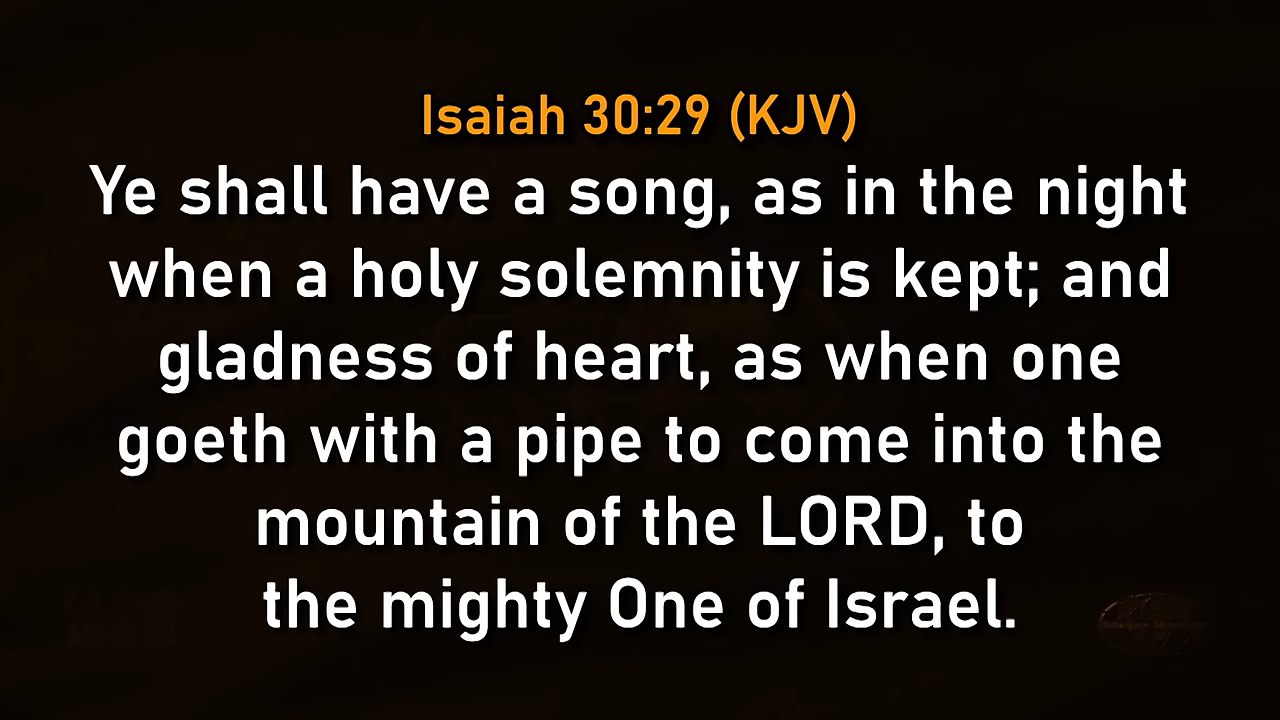 Isaiah 30:29 (KJV)
Ye shall have a song, as in the night
when a holy solemnity is kept; and
gladness of heart, as when one
goeth with a pipe to come into the
mountain of the LORD, to
the mighty One of Israel.